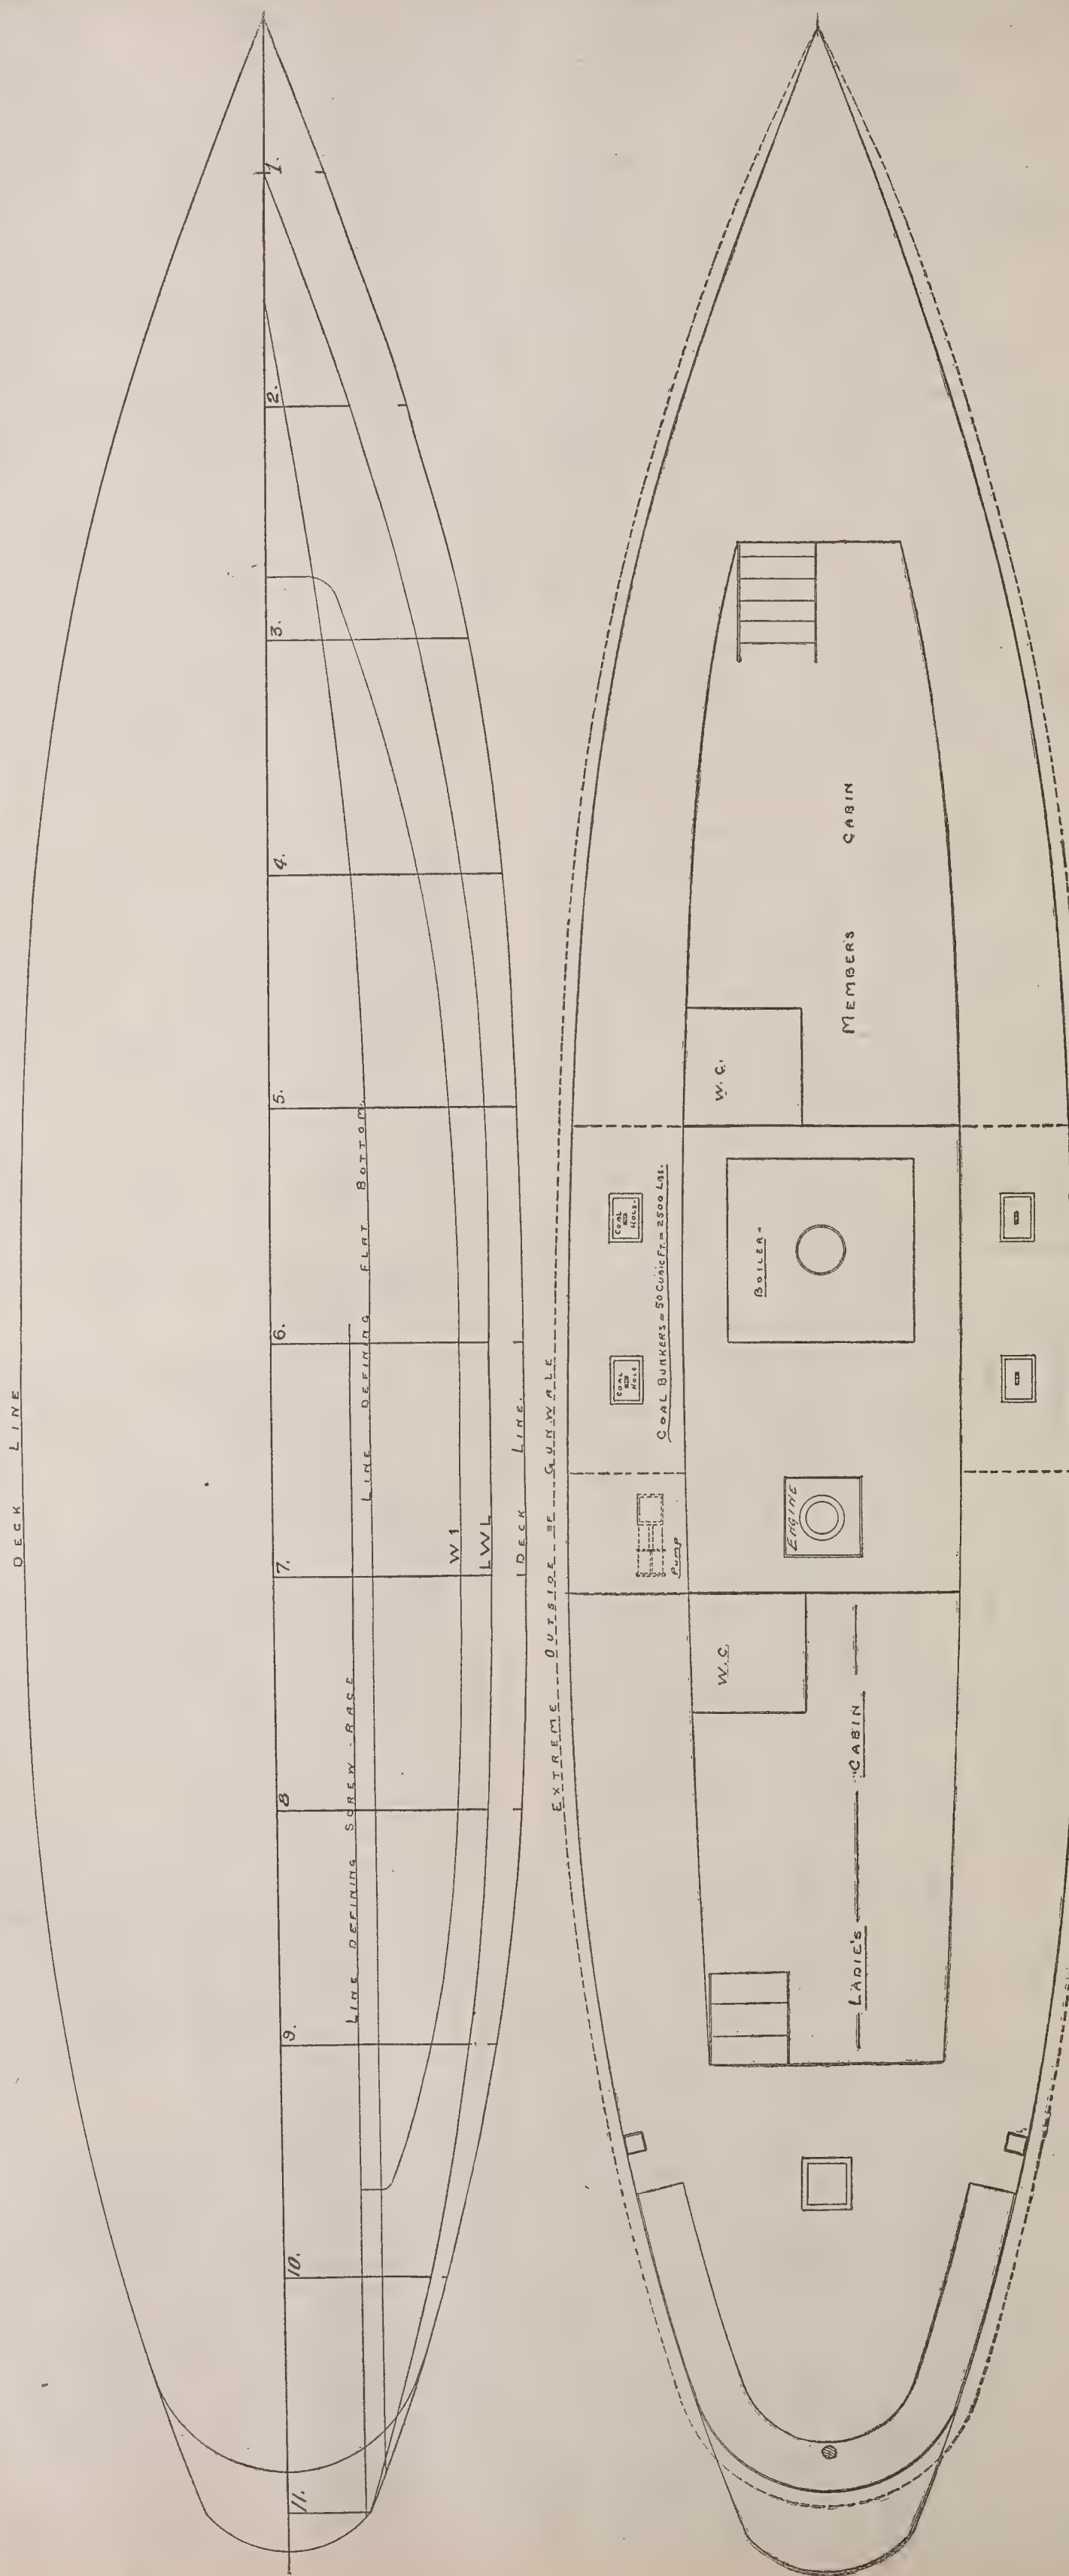 DECK LINE
1.
2.
3.
4.
5.
6.
7.
8
9.
10.
11.
LINE DEFINING SCREW-RACE
LINE DEFINING FLAT BOTTOM.
W1
LWL
DECK LINE.
EXTREME OUTSIDE OF GUNWALE
MEMBER'S CABIN
W.C.
COAL HOLE.
COAL HOLE
COAL BUNKERS = 50 CUBIC FT. = 2500 LBS.
BOILER
ENGINE
PUMP
W.C.
LADIE'S CABIN